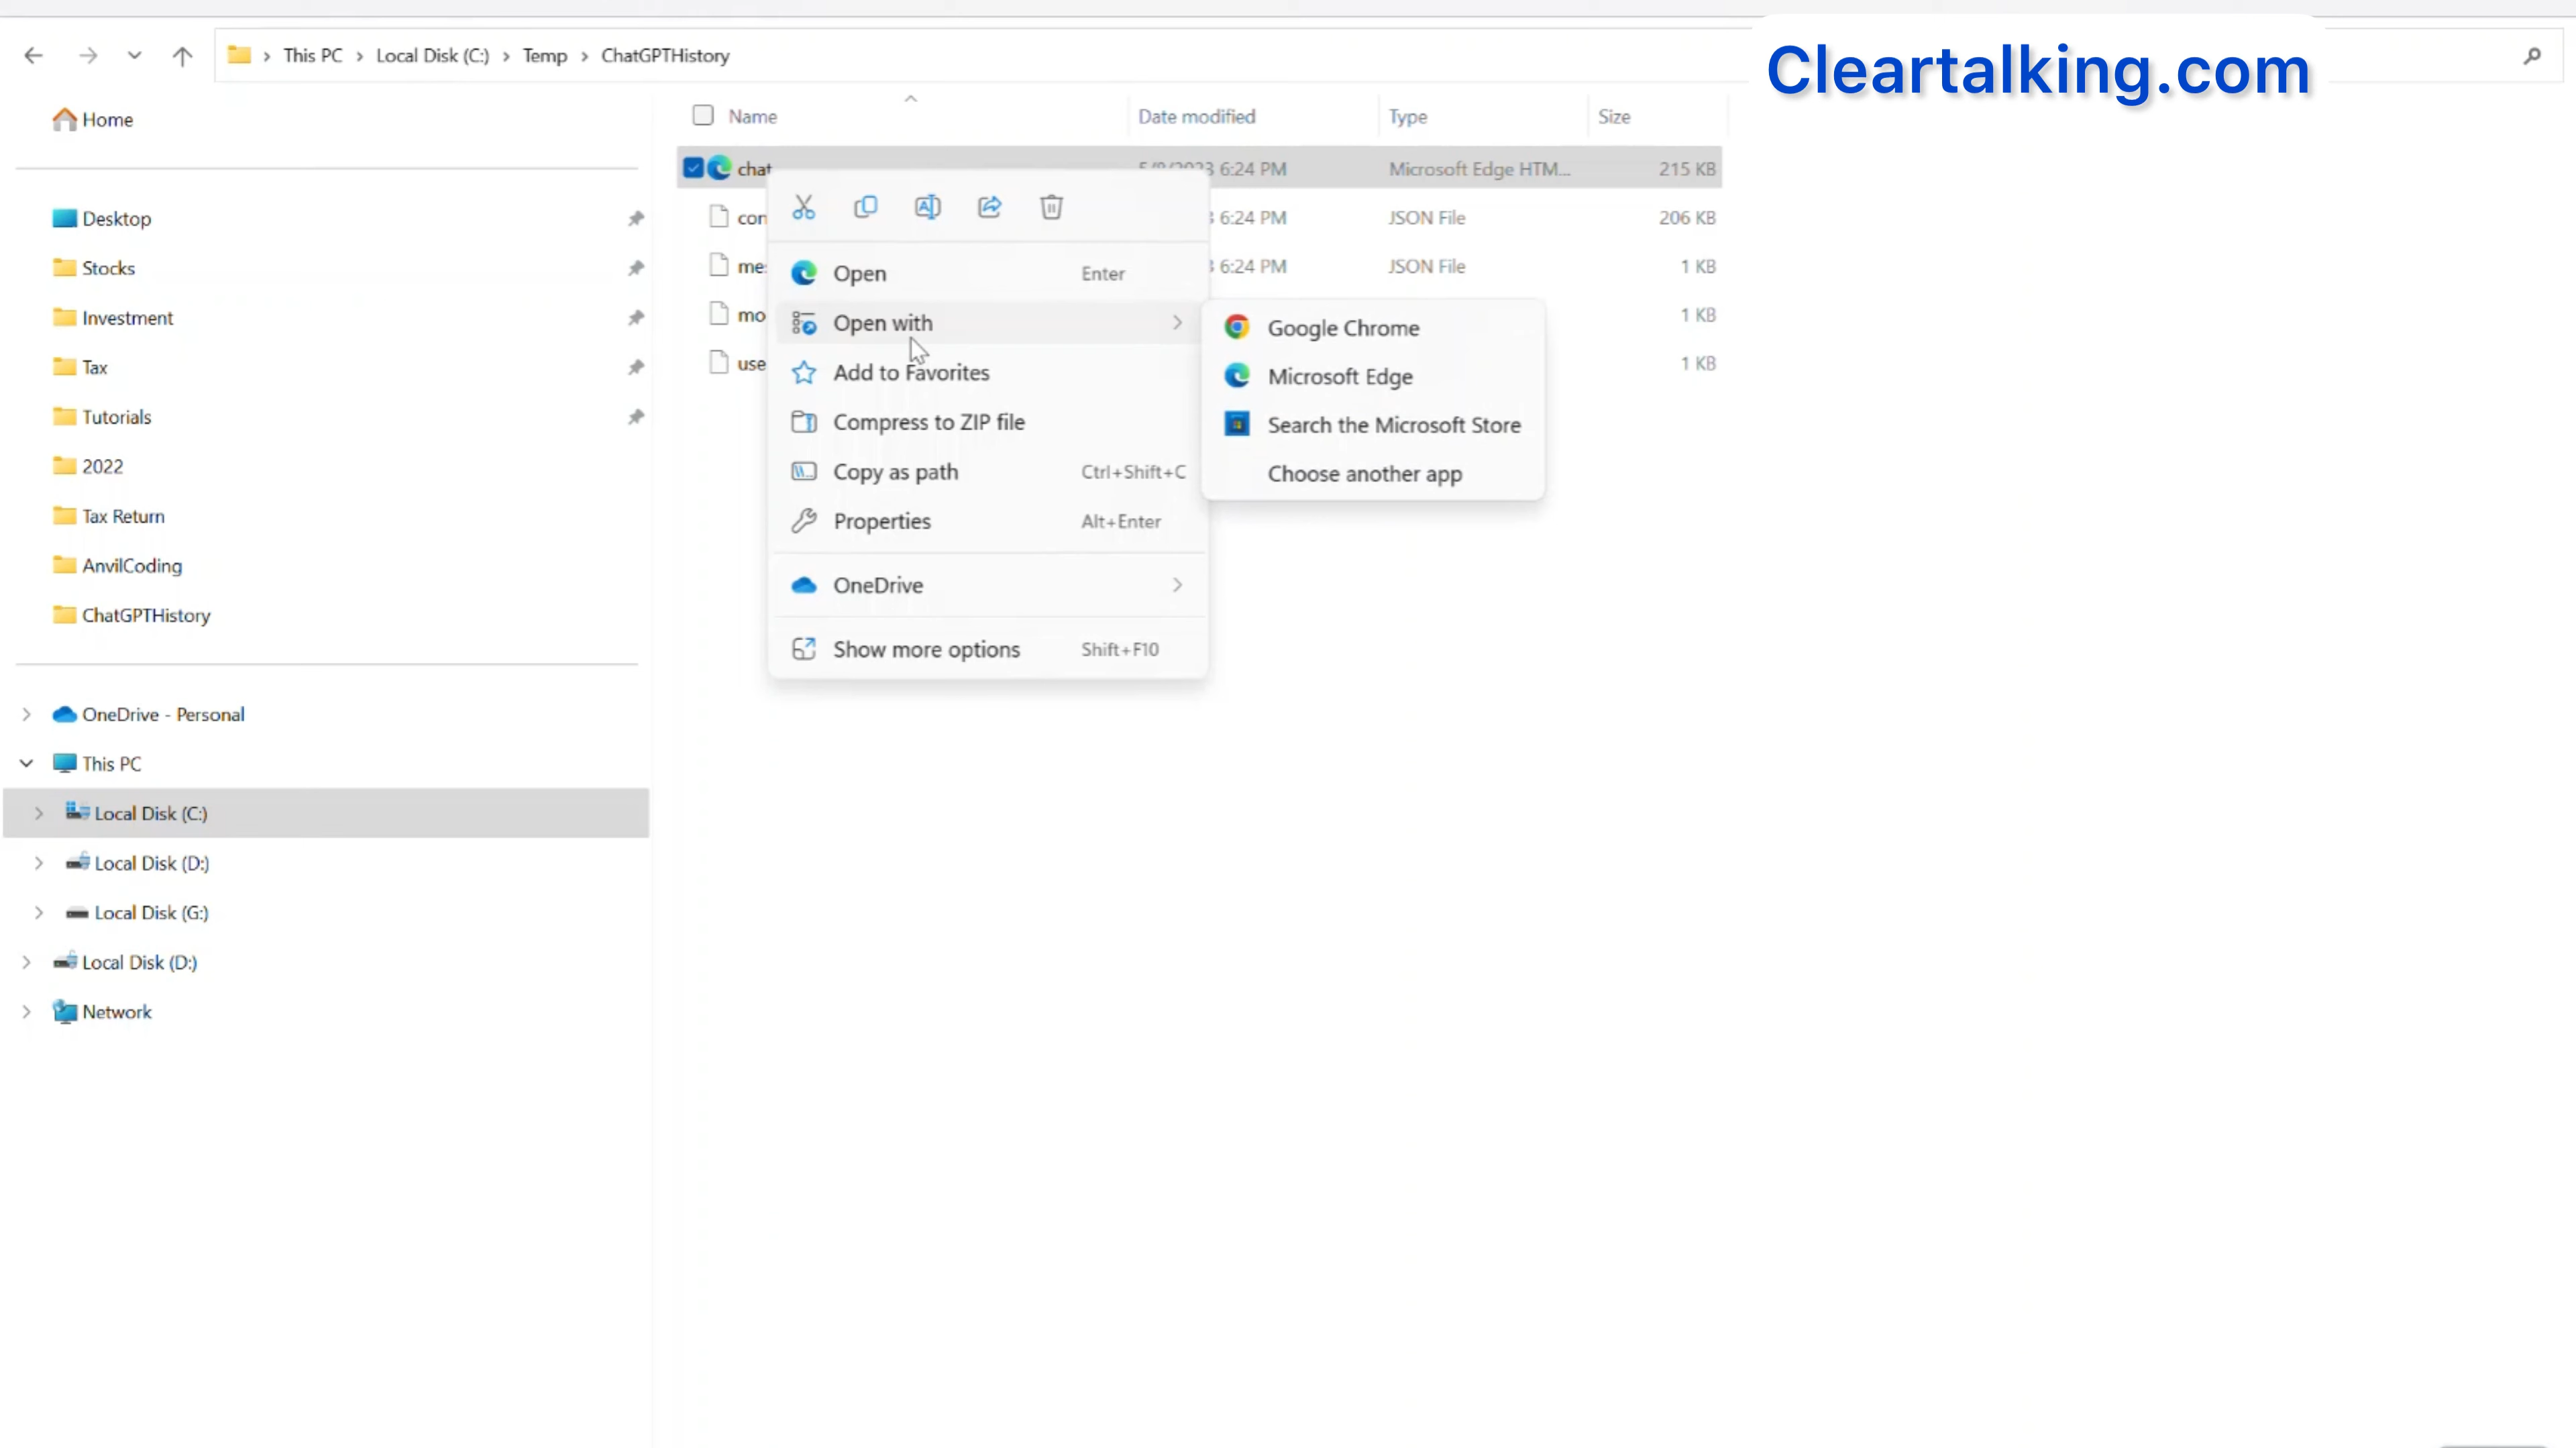 This PC > Local Disk (C:) > Temp > ChatGPTHistory
Cleartalking.com
Home
Desktop
Stocks
Investment
Tax
Tutorials
2022
Tax Return
AnvilCoding
ChatGPTHistory
OneDrive - Personal
This PC
Local Disk (C:)
Local Disk (D:)
Local Disk (G:)
Local Disk (D:)
Network
Name Date modified Type Size
chat 6:24 PM Microsoft Edge HTM... 215 KB
con 6:24 PM JSON File 206 KB
me 6:24 PM JSON File 1 KB
mo 1 KB
use 1 KB
Open Enter
Open with
Add to Favorites
Compress to ZIP file
Copy as path Ctrl+Shift+C
Properties Alt+Enter
OneDrive
Show more options Shift+F10
Google Chrome
Microsoft Edge
Search the Microsoft Store
Choose another app